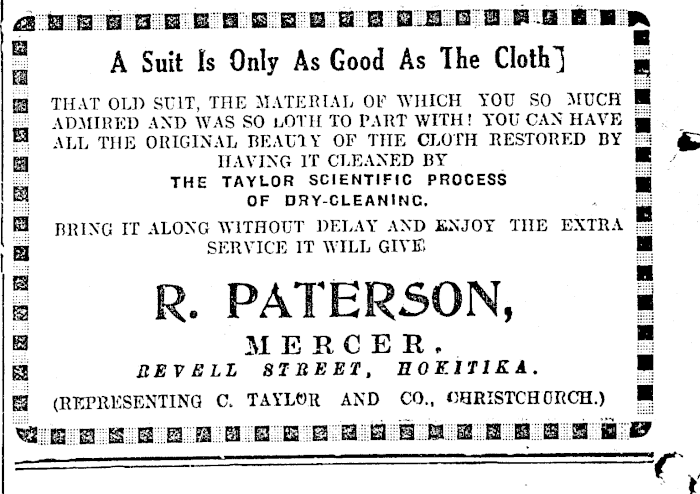 A Suit Is Only As Good As The Cloth]
THAT OLD SUIT, THE MATERIAL OF WHICH YOU SO MUCH
ADMIRED AND WAS SO LOTH TO PART WITH! YOU CAN HAVE
ALL THE ORIGINAL BEAUTY OF THE CLOTH RESTORED BY
HAVING IT CLEANED BY
THE TAYLOR SCIENTIFIC PROCESS
OF DRY-CLEANING.
BRING IT ALONG WITHOUT DELAY AND ENJOY THE EXTRA
SERVICE IT WILL GIVE
R. PATERSON,
MERCER,
REVELL STREET, HOKITIKA.
(REPRESENTING C. TAYLOR AND CO., CHRISTCHURCH.)